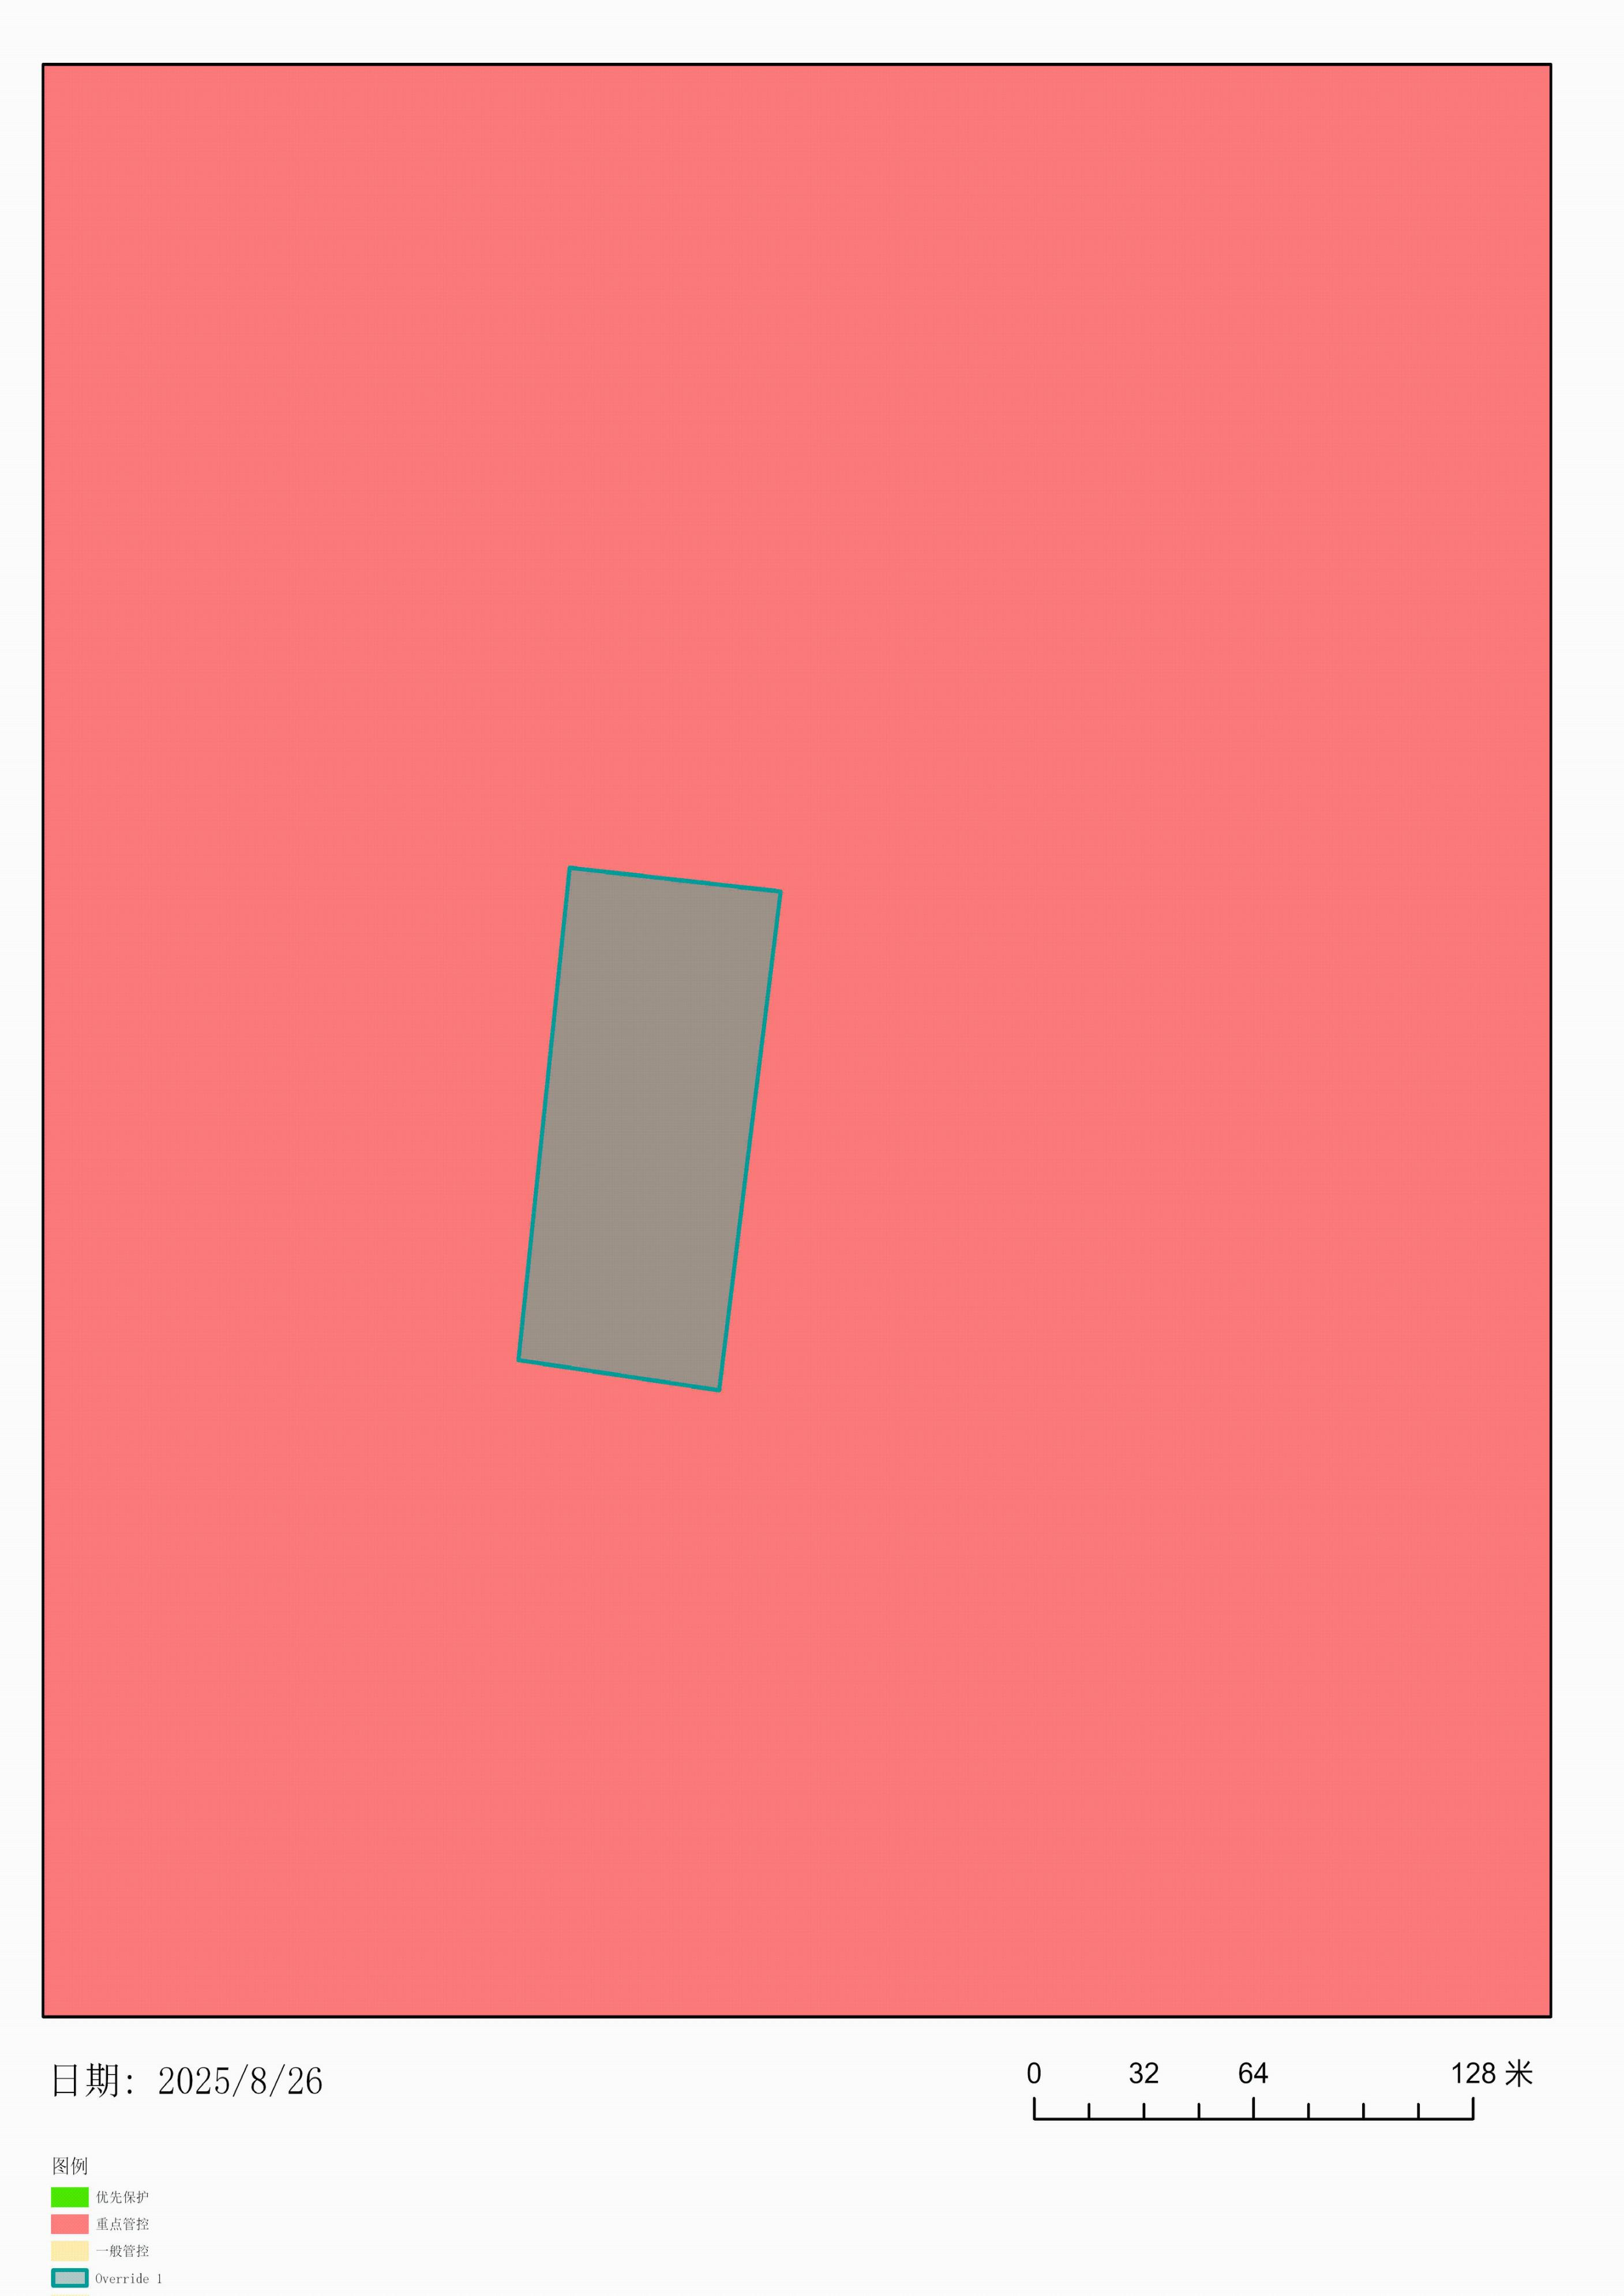 日期: 2025/8/26
0 32 64 128 米
图例
优先保护
重点管控
一般管控
Override 1